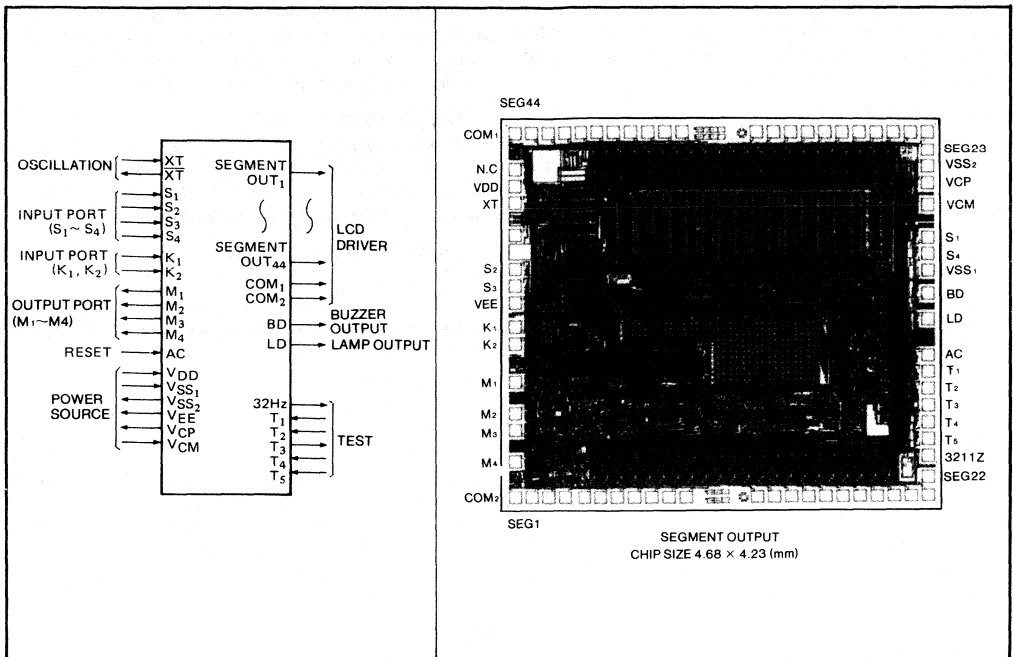 OSCILLATION
XT
XT
INPUT PORT
(S1~ S4)
S1
S2
S3
S4
INPUT PORT
(K1, K2)
K1
K2
OUTPUT PORT
(M1~M4)
M1
M2
M3
M4
RESET
AC
POWER
SOURCE
VDD
VSS1
VSS2
VEE
VCP
VCM
SEGMENT
OUT1
SEGMENT
OUT44
COM1
COM2
LCD
DRIVER
BD
BUZZER
OUTPUT
LD
LAMP OUTPUT
32Hz
T1
T2
T3
T4
T5
TEST
SEG44
COM1
N.C
VDD
XT
S2
S3
VEE
K1
K2
M1
M2
M3
M4
COM2
SEG1
SEG23
VSS2
VCP
VCM
S1
S4
VSS1
BD
LD
AC
T1
T2
T3
T4
T5
3211Z
SEG22
SEGMENT OUTPUT
CHIP SIZE 4.68 × 4.23 (mm)